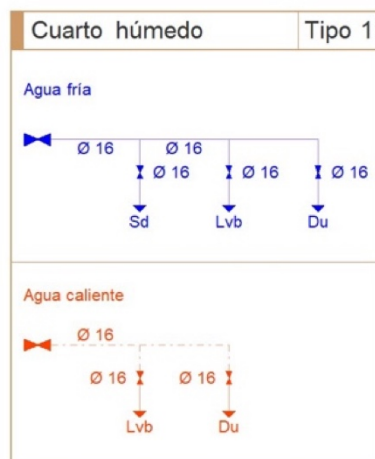 Cuarto húmedo Tipo 1
Agua fría
Ø 16 Ø 16
Ø 16 Ø 16 Ø 16
Sd Lvb Du
Agua caliente
Ø 16
Ø 16 Ø 16
Lvb Du